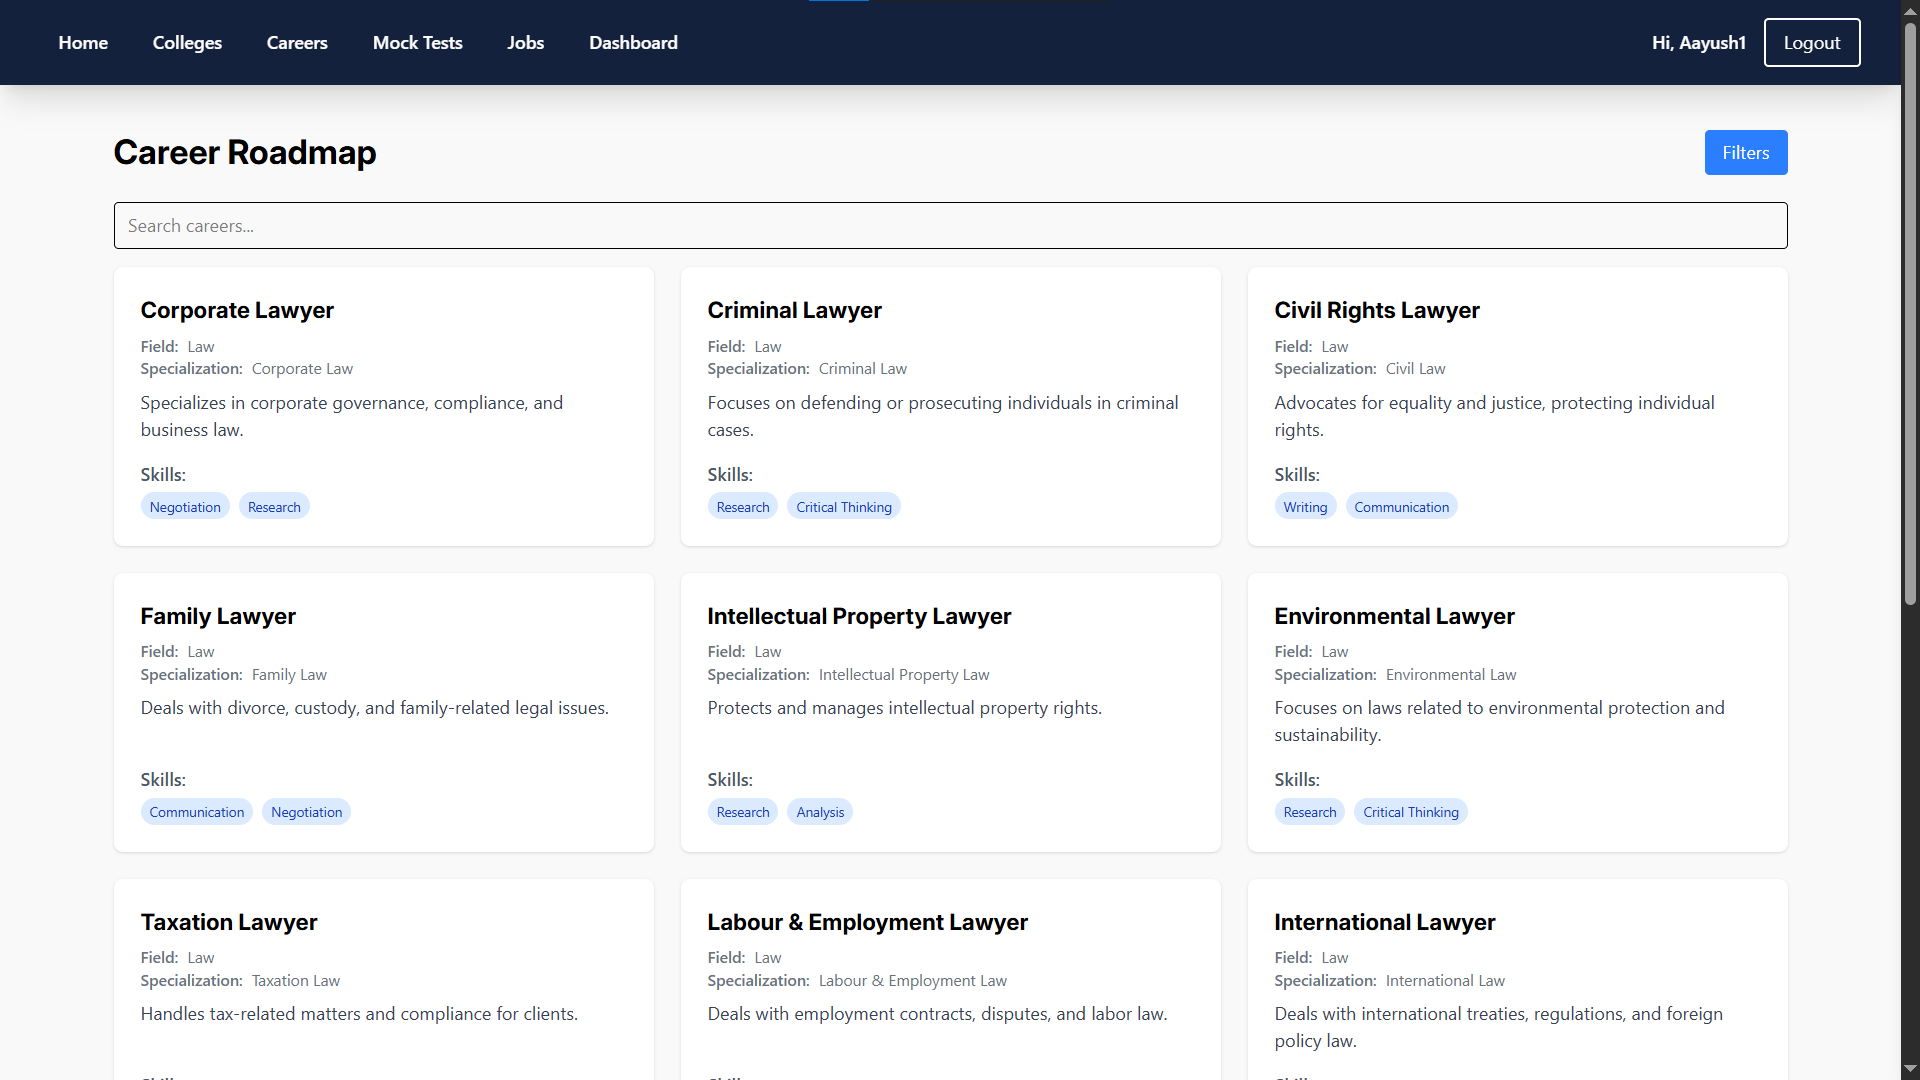 Home Colleges Careers Mock Tests Jobs Dashboard Hi, Aayush1 Logout
Career Roadmap
Filters
Search careers...
Corporate Lawyer
Field: Law
Specialization: Corporate Law
Specializes in corporate governance, compliance, and
business law.
Skills:
Negotiation Research
Criminal Lawyer
Field: Law
Specialization: Criminal Law
Focuses on defending or prosecuting individuals in criminal
cases.
Skills:
Research Critical Thinking
Civil Rights Lawyer
Field: Law
Specialization: Civil Law
Advocates for equality and justice, protecting individual
rights.
Skills:
Writing Communication
Family Lawyer
Field: Law
Specialization: Family Law
Deals with divorce, custody, and family-related legal issues.
Skills:
Communication Negotiation
Intellectual Property Lawyer
Field: Law
Specialization: Intellectual Property Law
Protects and manages intellectual property rights.
Skills:
Research Analysis
Environmental Lawyer
Field: Law
Specialization: Environmental Law
Focuses on laws related to environmental protection and
sustainability.
Skills:
Research Critical Thinking
Taxation Lawyer
Field: Law
Specialization: Taxation Law
Handles tax-related matters and compliance for clients.
Labour & Employment Lawyer
Field: Law
Specialization: Labour & Employment Law
Deals with employment contracts, disputes, and labor law.
International Lawyer
Field: Law
Specialization: International Law
Deals with international treaties, regulations, and foreign
policy law.